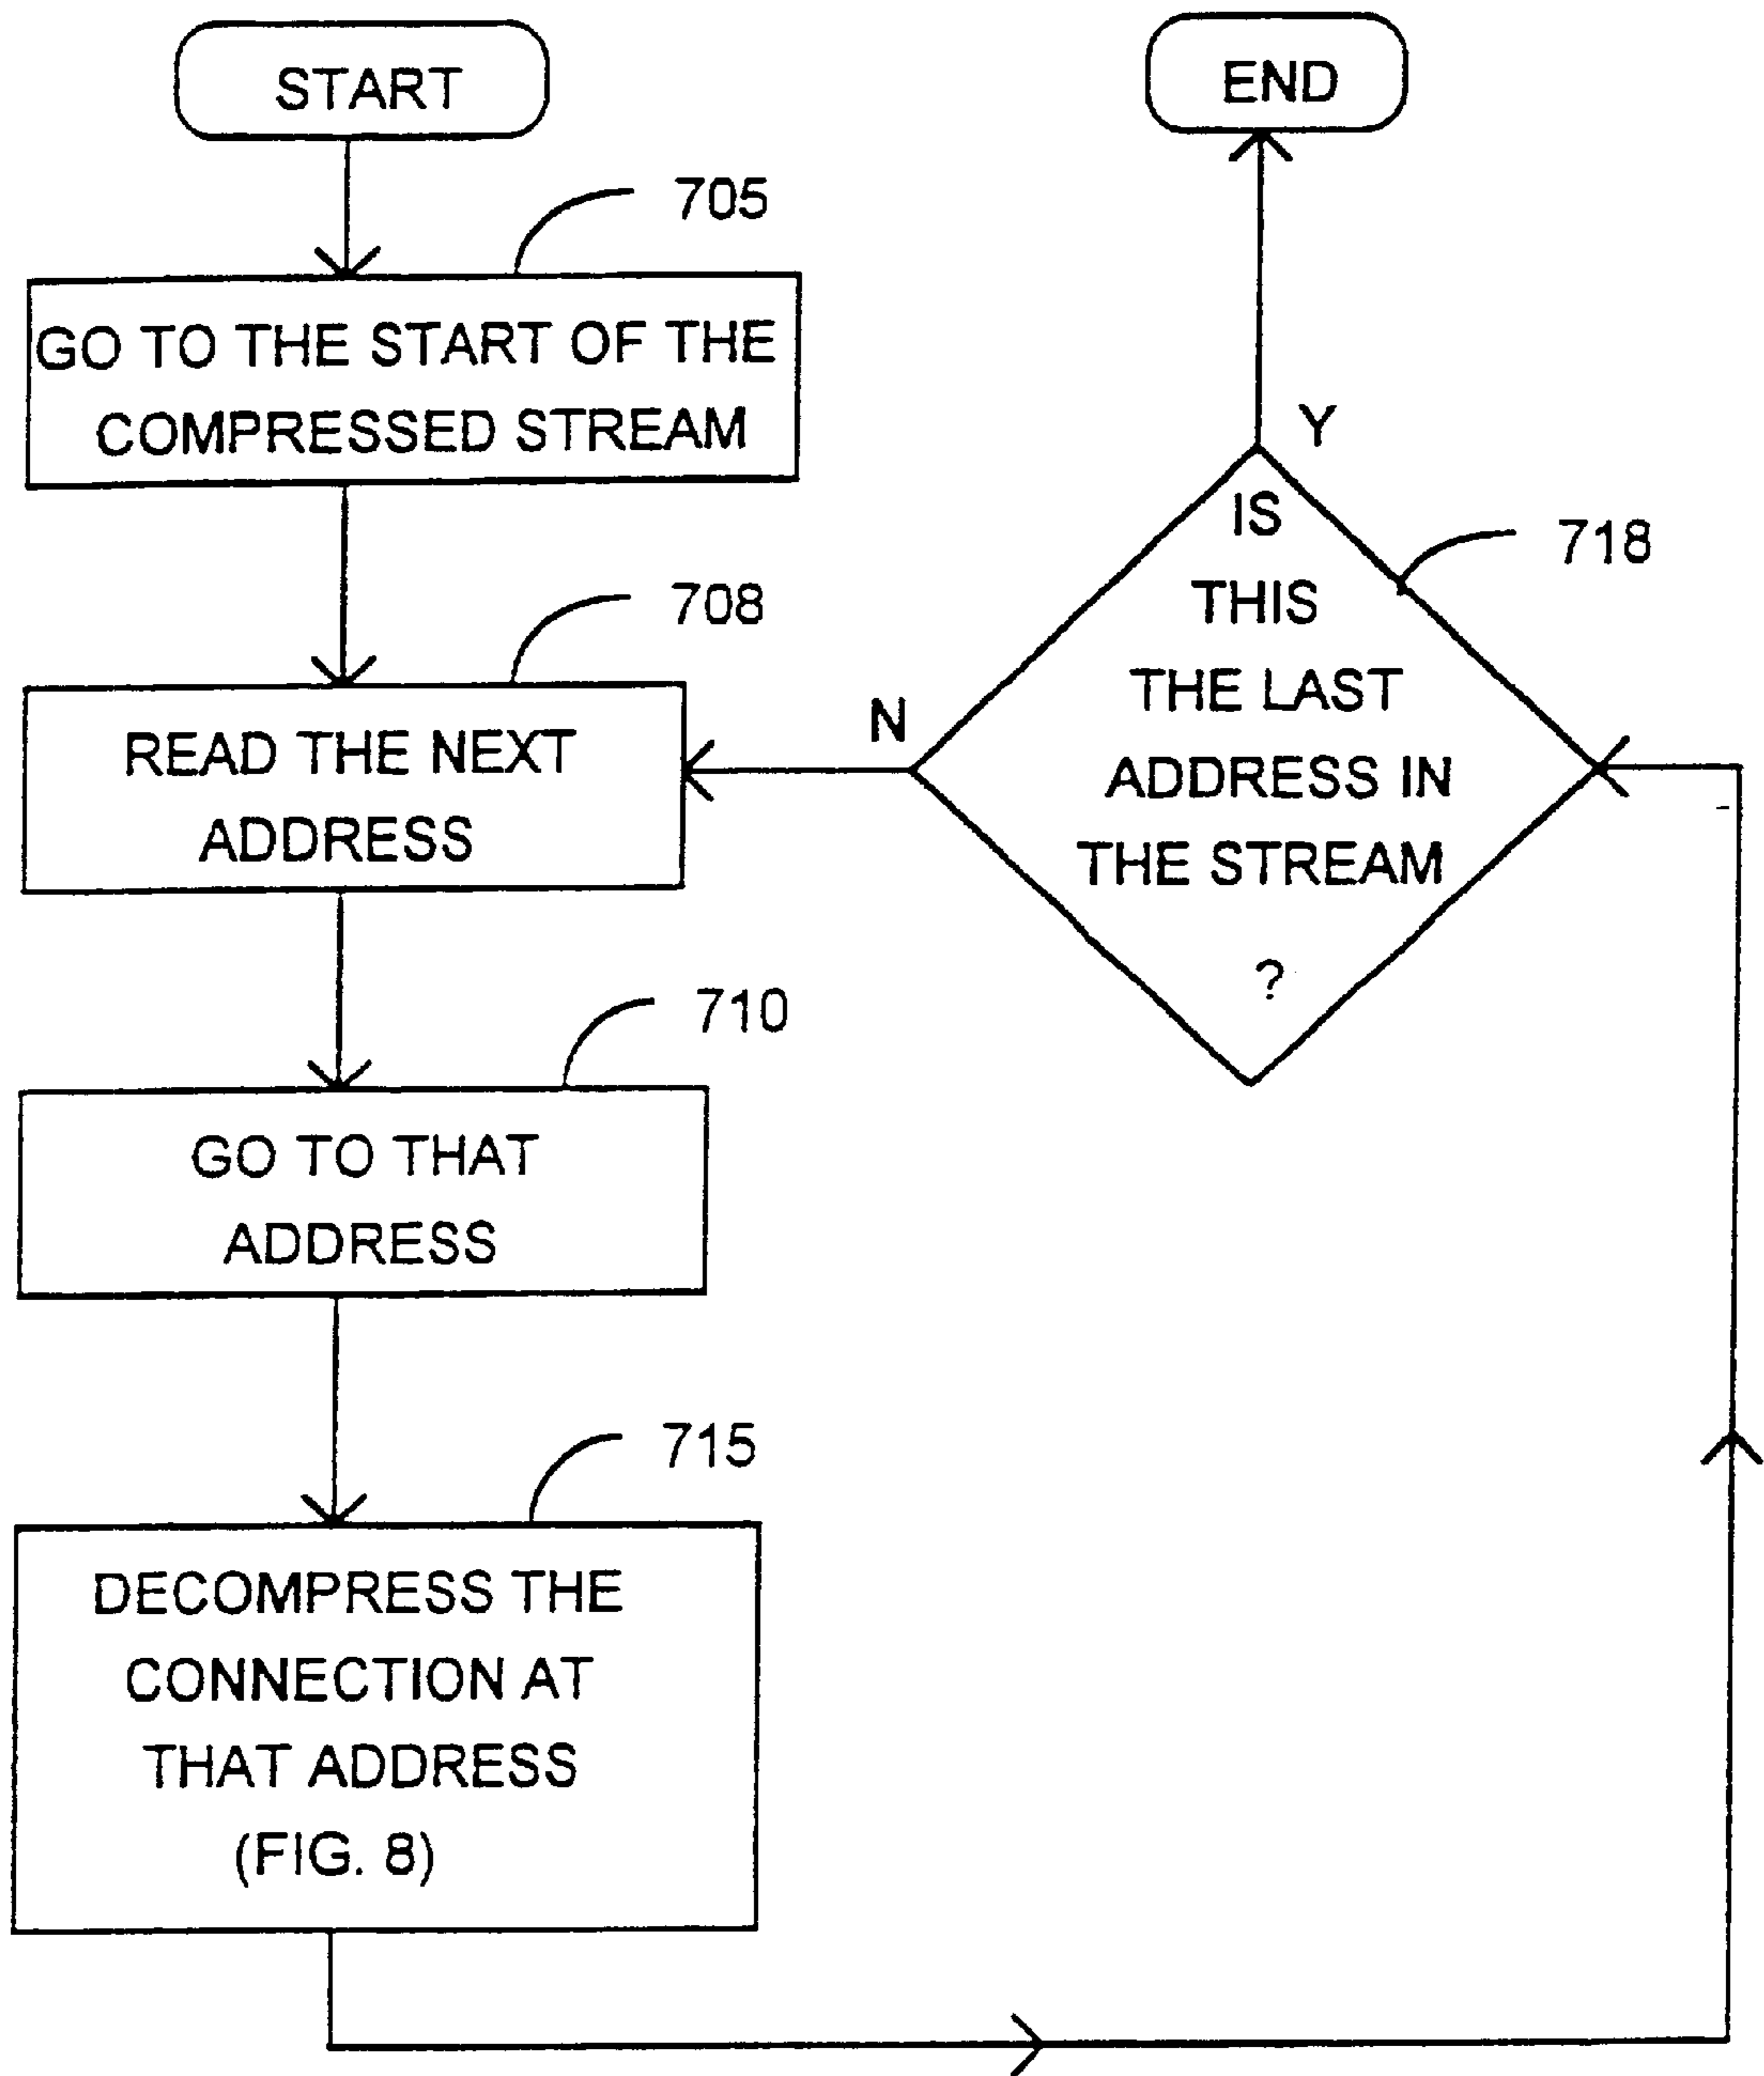 START
705
GO TO THE START OF THE
COMPRESSED STREAM
708
READ THE NEXT
ADDRESS
710
GO TO THAT
ADDRESS
715
DECOMPRESS THE
CONNECTION AT
THAT ADDRESS
(FIG. 8)
END
Y
IS
718
THIS
THE LAST
N
ADDRESS IN
THE STREAM
?